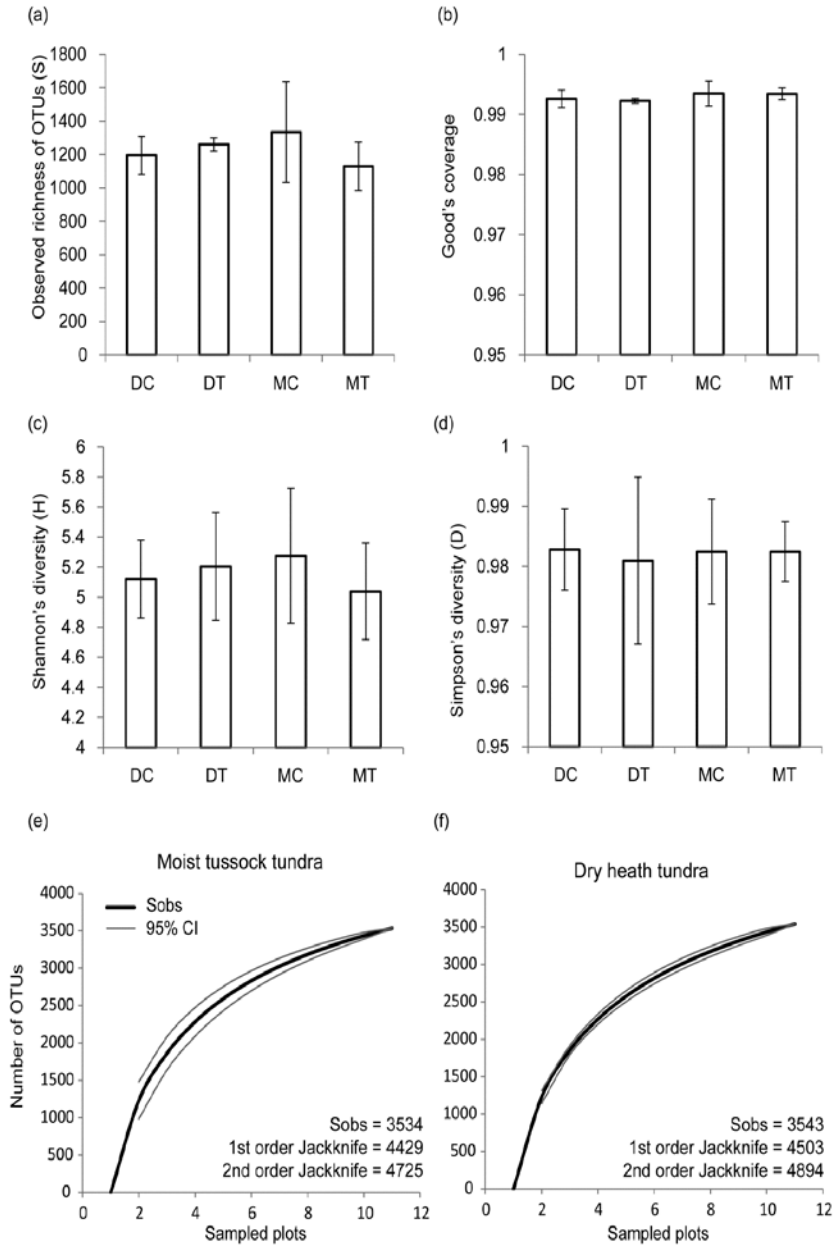 (a)
Observed richness of OTUs (S)
1800
1600
1400
1200
1000
800
600
400
200
0
DC DT MC MT
(b)
Good's coverage
1
0.99
0.98
0.97
0.96
0.95
DC DT MC MT
(c)
Shannon's diversity (H)
6
5.8
5.6
5.4
5.2
5
4.8
4.6
4.4
4.2
4
DC DT MC MT
(d)
Simpson's diversity (D)
1
0.99
0.98
0.97
0.96
0.95
DC DT MC MT
(e)
Moist tussock tundra
Number of OTUs
4000
3500
3000
2500
2000
1500
1000
500
0
Sobs
95% CI
Sobs = 3534
1st order Jackknife = 4429
2nd order Jackknife = 4725
0 2 4 6 8 10 12
Sampled plots
(f)
Dry heath tundra
4000
3500
3000
2500
2000
1500
1000
500
0
Sobs = 3543
1st order Jackknife = 4503
2nd order Jackknife = 4894
0 2 4 6 8 10 12
Sampled plots